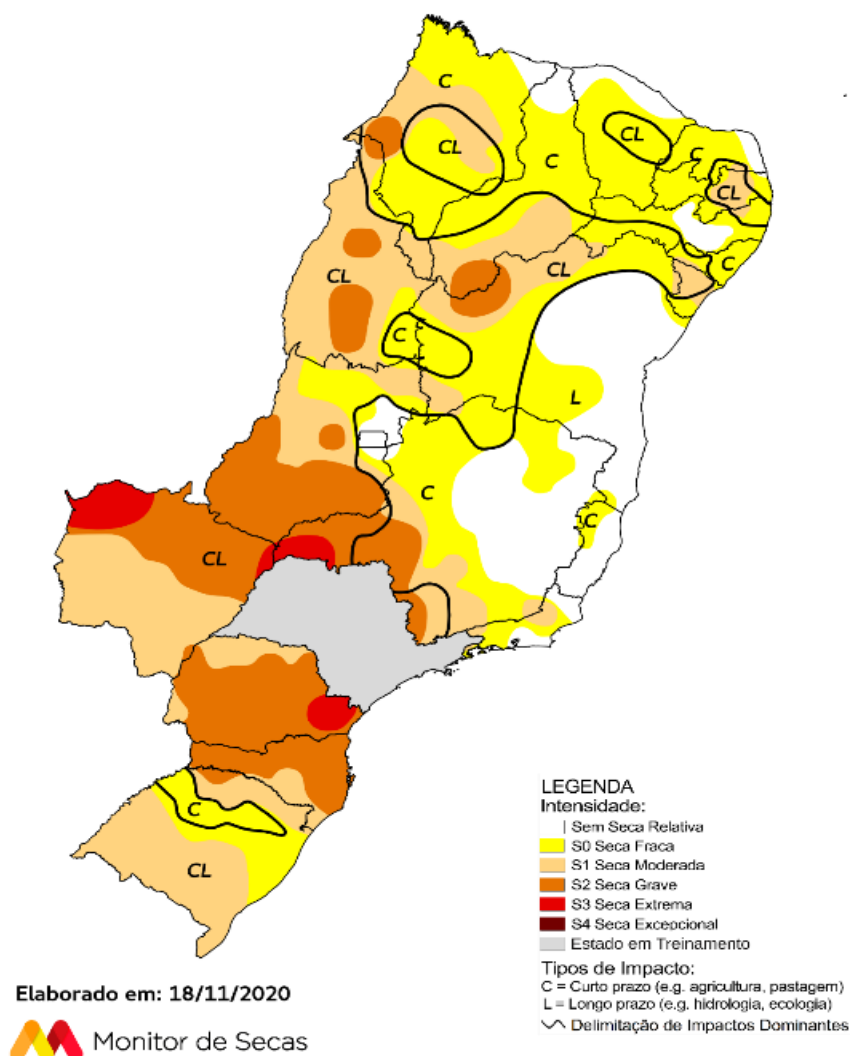 C
CL
CL
C
C
CL
C
CL
CL
C
L
C
C
CL
C
CL
LEGENDA
Intensidade:
Sem Seca Relativa
S0 Seca Fraca
S1 Seca Moderada
S2 Seca Grave
S3 Seca Extrema
S4 Seca Excepcional
Estado em Treinamento
Tipos de Impacto:
C = Curto prazo (e.g. agricultura, pastagem)
L = Longo prazo (e.g. hidrologia, ecologia)
Delimitação de Impactos Dominantes
Elaborado em: 18/11/2020
Monitor de Secas